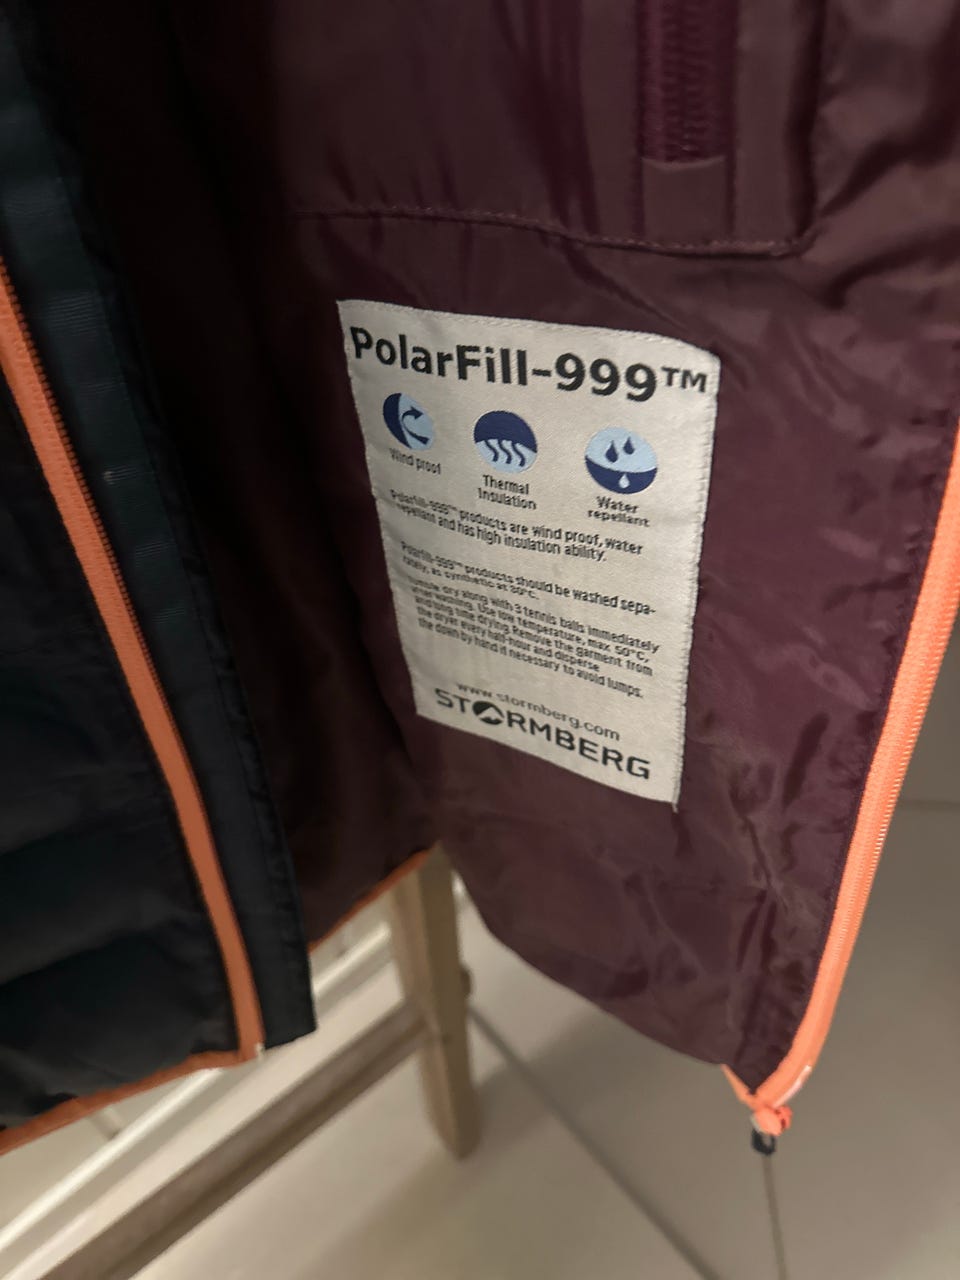 PolarFill-999™
Wind proof
Thermal
Insulation
Water
repellant
Polarfill-999™ products are wind proof, water
repellant and has high insulation ability.
Polarfill-999™ products should be washed sepa-
rately, as synthetic at 30°C.
Tumble dry along with 3 tennis balls immediately
after washing. Use low temperature, max 50°C,
and long time drying. Remove the garment from
the dryer every half-hour and disperse
the down by hand if necessary to avoid lumps.
www.stormberg.com
STORMBERG